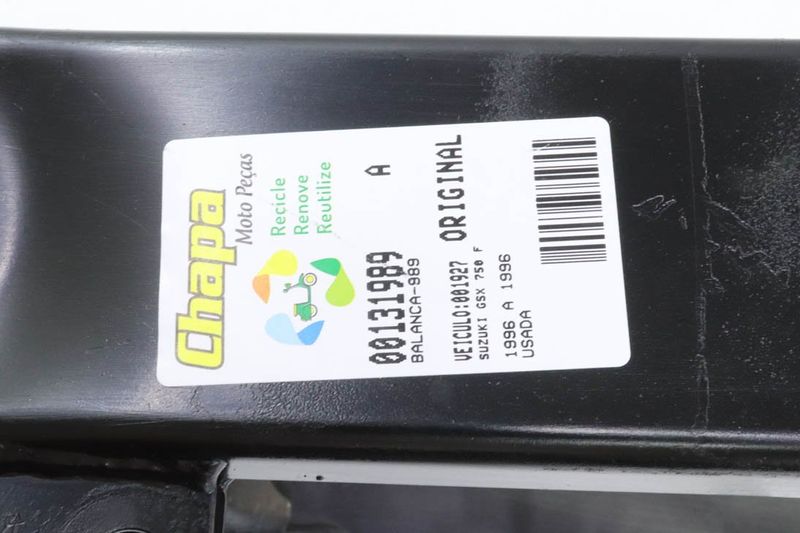 Chapa
Moto Peças
Recicle
Renove
Reutilize
00131989 A
BALANCA-989
VEICULO:001927 ORIGINAL
SUZUKI GSX 750 F
1996 A 1996
USADA